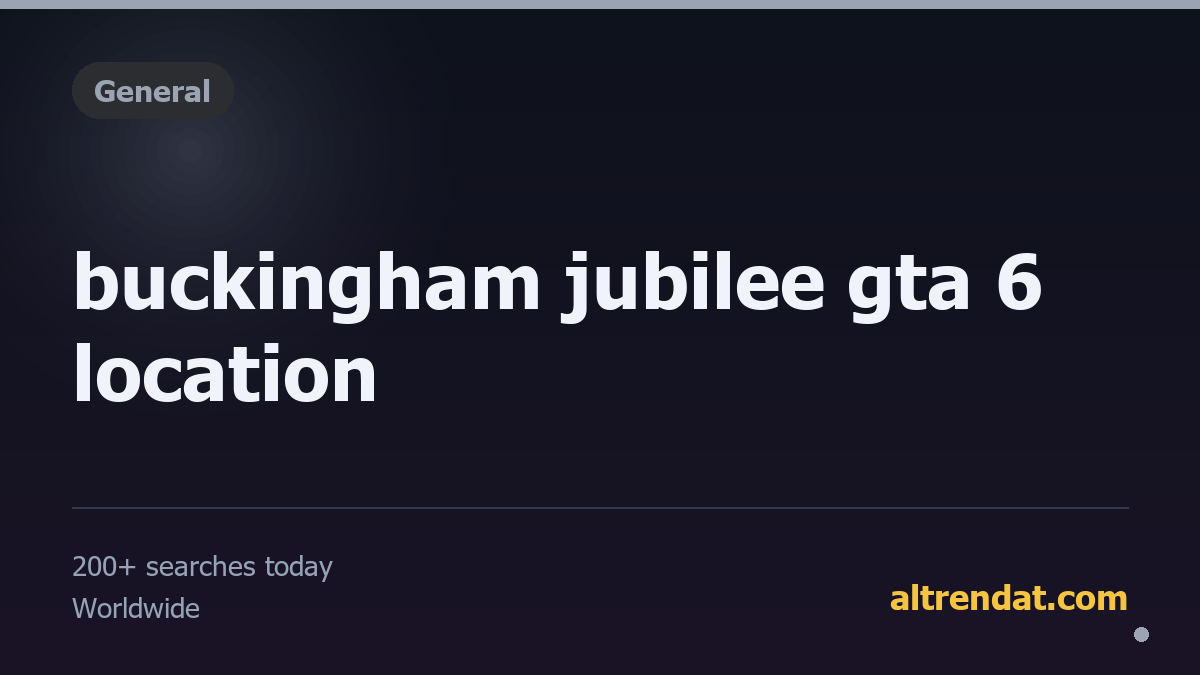 General
buckingham jubilee gta 6
location
200+ searches today
Worldwide
altrendat.com